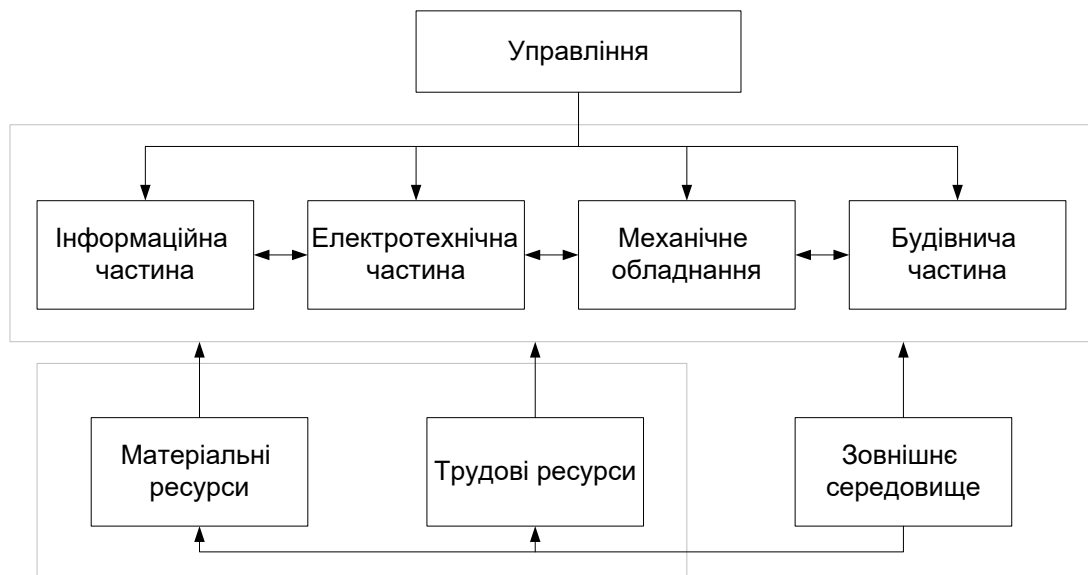 Управління
Інформаційна
частина
Електротехнічна
частина
Механічне
обладнання
Будівнича
частина
Матеріальні
ресурси
Трудові ресурси
Зовнішнє
середовище